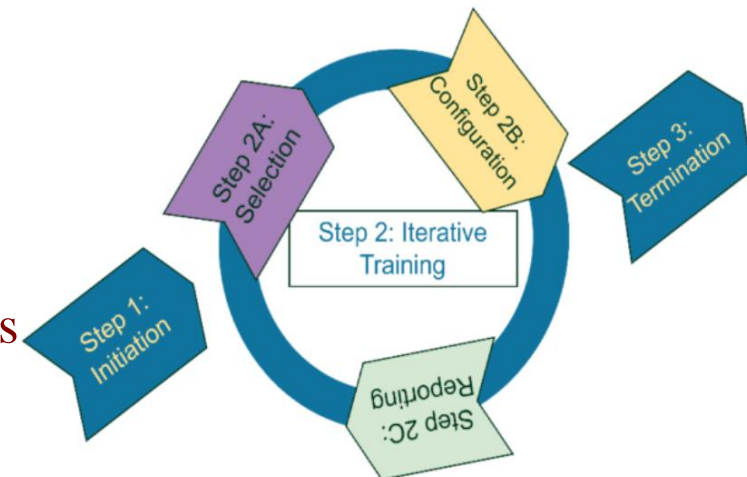 s
Step 1:
Initiation
Step 2: Iterative
Training
Step 2A:
Selection
Step 2B:
Configuration
Step 2C:
Reporting
Step 3:
Termination